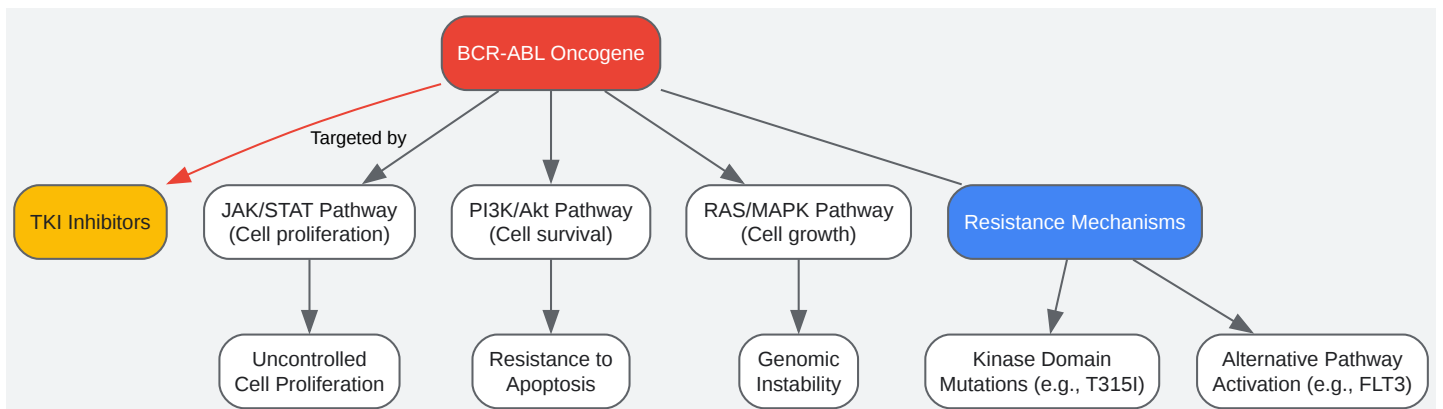 BCR-ABL Oncogene
Targeted by
TKI Inhibitors
JAK/STAT Pathway
(Cell proliferation)
PI3K/Akt Pathway
(Cell survival)
RAS/MAPK Pathway
(Cell growth)
Resistance Mechanisms
Uncontrolled
Cell Proliferation
Resistance to
Apoptosis
Genomic
Instability
Kinase Domain
Mutations (e.g., T315I)
Alternative Pathway
Activation (e.g., FLT3)